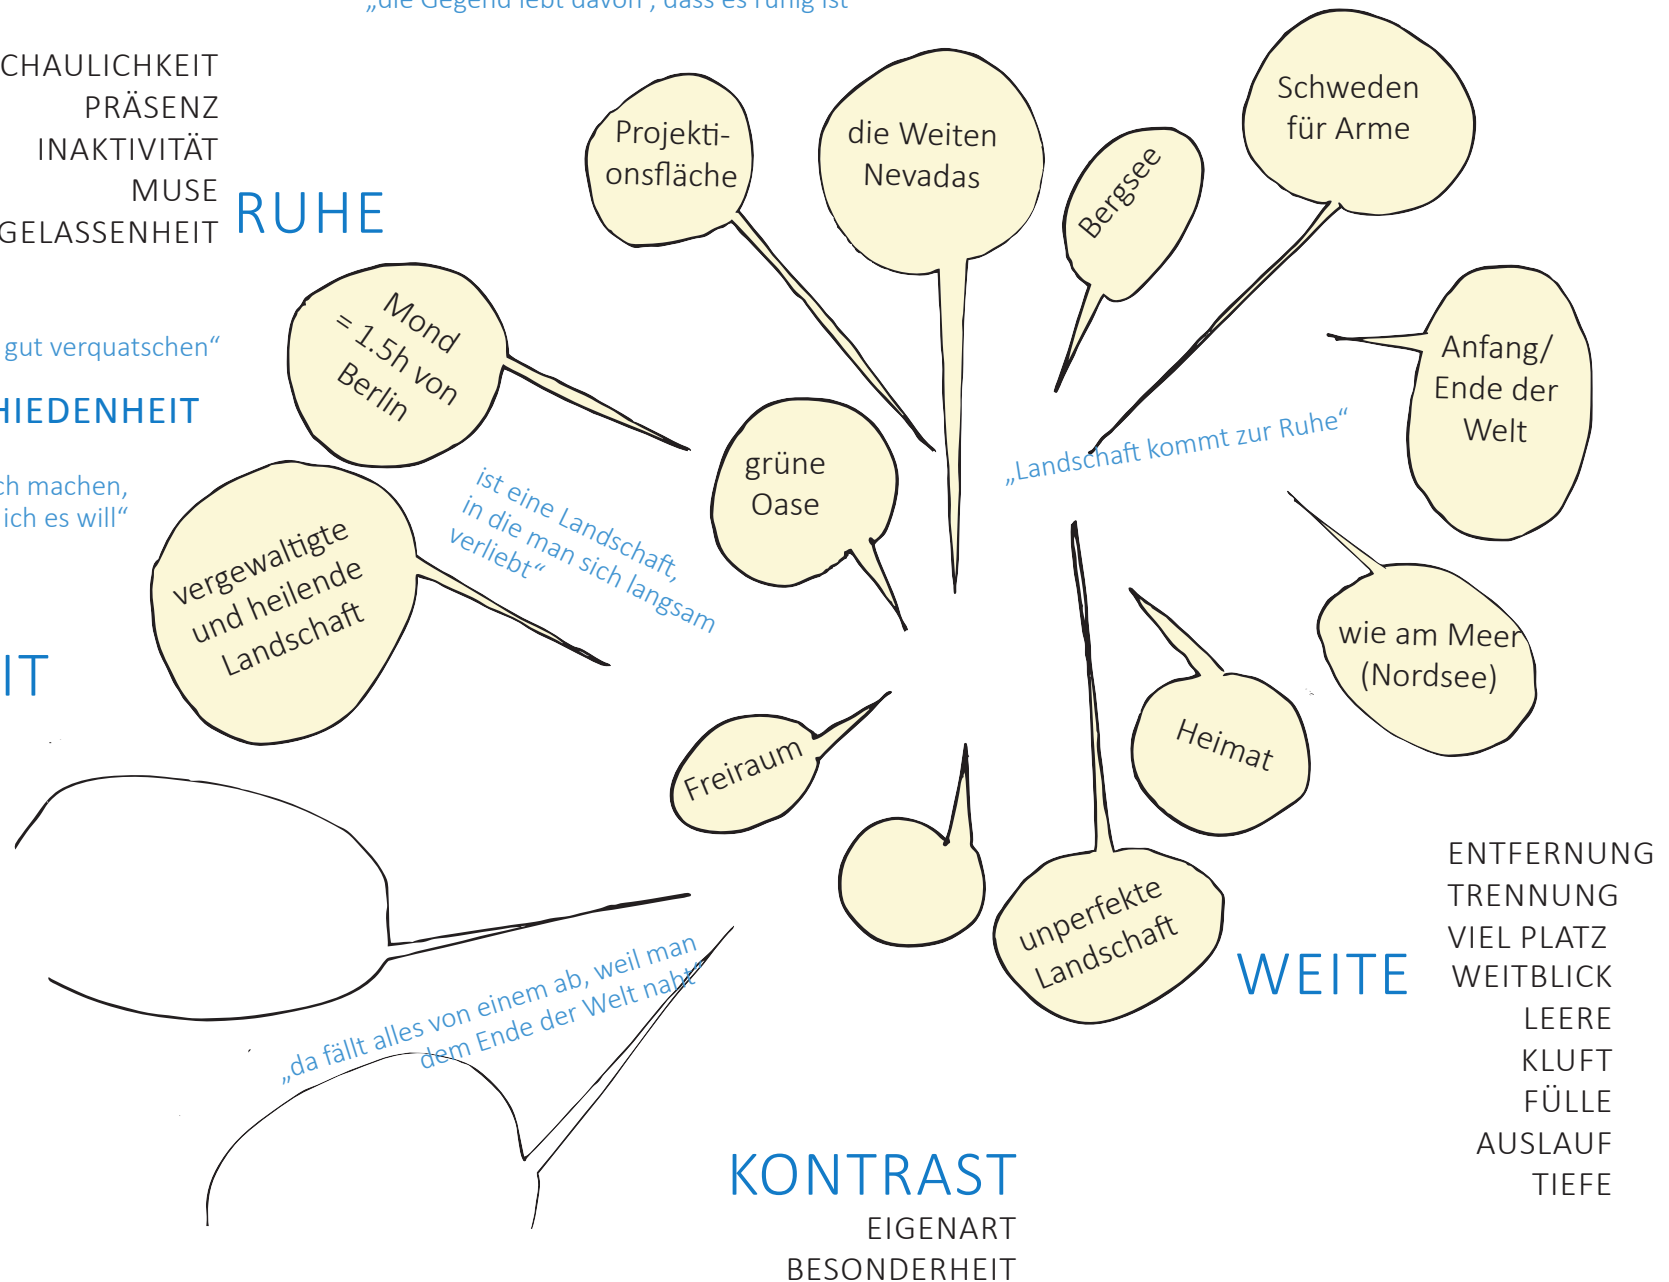 „die Gegend lebt davon , dass es ruhig ist
CHAULICHKEIT
PRÄSENZ
INAKTIVITÄT
MUSE
GELASSENHEIT
RUHE
Projekti-
onsfläche
die Weiten
Nevadas
Bergsee
Schweden
für Arme
Mond
= 1.5h von
Berlin
Anfang/
Ende der
Welt
gut verquatschen“
HIEDENHEIT
ch machen,
ich es will“
grüne
Oase
„Landschaft kommt zur Ruhe“
ist eine Landschaft,
in die man sich langsam
verliebt“
vergewaltigte
und heilende
Landschaft
IT
wie am Meer
(Nordsee)
Heimat
Freiraum
unperfekte
Landschaft
„da fällt alles von einem ab, weil man
dem Ende der Welt naht“
WEITE
ENTFERNUNG
TRENNUNG
VIEL PLATZ
WEITBLICK
LEERE
KLUFT
FÜLLE
AUSLAUF
TIEFE
KONTRAST
EIGENART
BESONDERHEIT